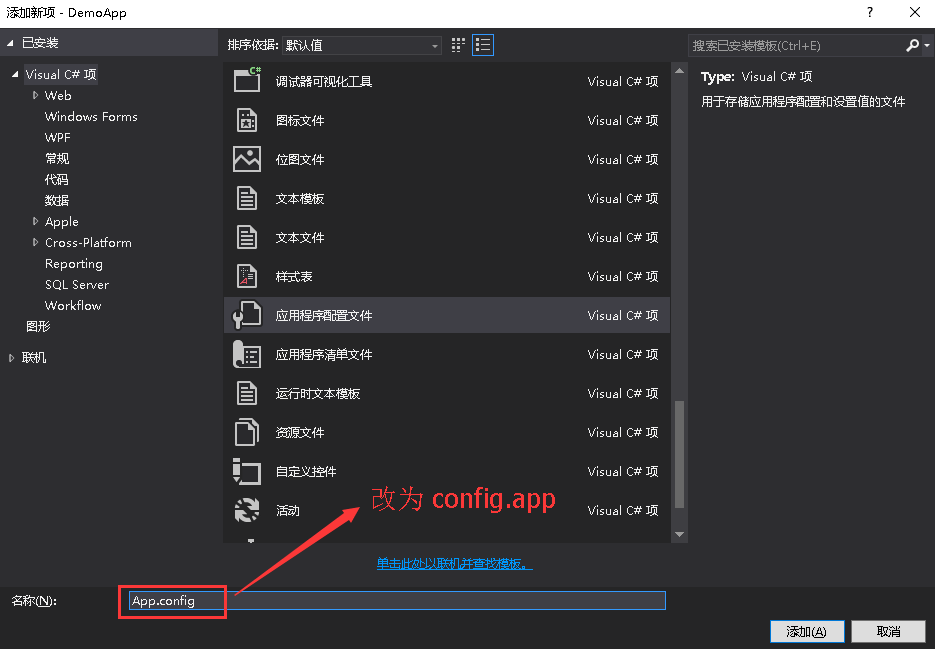 添加新项 - DemoApp
?
已安装
排序依据: 默认值
搜索已安装模板(Ctrl+E)
Visual C# 项
Web
Windows Forms
WPF
常规
代码
数据
Apple
Cross-Platform
Reporting
SQL Server
Workflow
图形
联机
调试器可视化工具 Visual C# 项
图标文件 Visual C# 项
位图文件 Visual C# 项
文本模板 Visual C# 项
文本文件 Visual C# 项
样式表 Visual C# 项
应用程序配置文件 Visual C# 项
应用程序清单文件 Visual C# 项
运行时文本模板 Visual C# 项
资源文件 Visual C# 项
自定义控件 Visual C# 项
活动 Visual C# 项
Type: Visual C# 项
用于存储应用程序配置和设置值的文件
改为 config.app
单击此处以联机并查找模板。
名称(N): App.config
添加(A) 取消